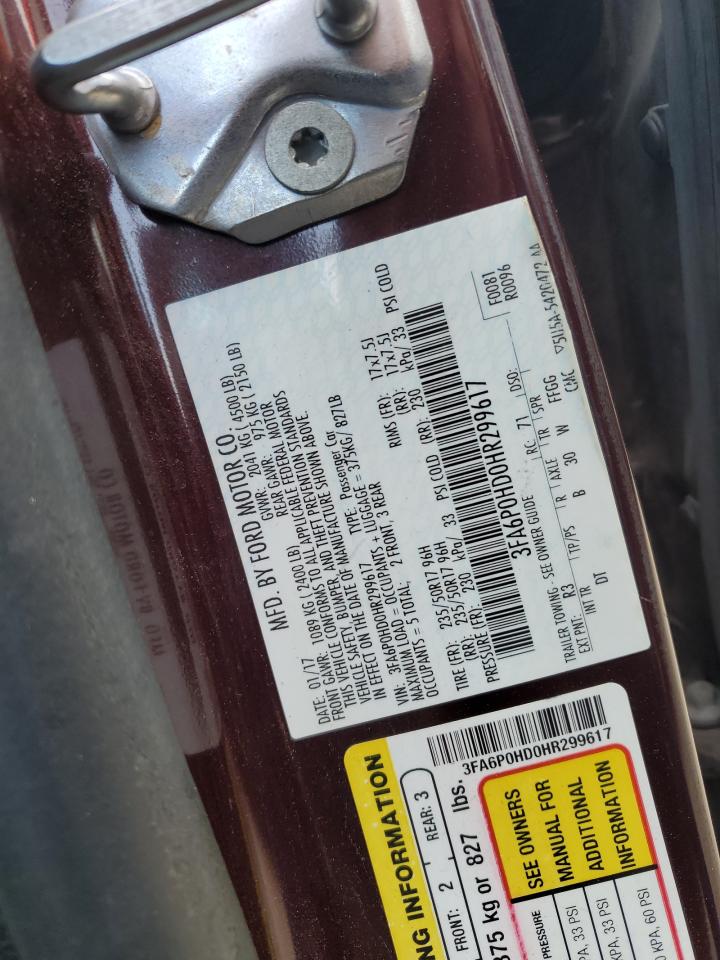 MFD. BY FORD MOTOR CO.
DATE: 01/17 GVWR: 2041 KG ( 4500 LB)
FRONT GAWR: 1089 KG ( 2400 LB) REAR GAWR: 975 KG ( 2150 LB)
THIS VEHICLE CONFORMS TO ALL APPLICABLE FEDERAL MOTOR
VEHICLE SAFETY, BUMPER, AND THEFT PREVENTION STANDARDS
IN EFFECT ON THE DATE OF MANUFACTURE SHOWN ABOVE.
VIN: 3FA6P0HD0HR299617 TYPE: Passenger Car
MAXIMUM LOAD = OCCUPANTS + LUGGAGE = 375KG/ 827LB
OCCUPANTS = 5 TOTAL, 2 FRONT, 3 REAR
TIRE (FR): 235/50R17 96H RIMS (FR): 17x7.5J
(RR): 235/50R17 96H (RR): 17x7.5J
PRESSURE (FR): 230 kPa/ 33 PSI COLD (RR): 230 kPa/ 33 PSI COLD
3FA6P0HD0HR299617
F0081
R0096
TRAILER TOWING - SEE OWNER GUIDE RC: 71 DSO:
EXT PNT: R3
INT TR TP/PS R AXLE TR SPR
DT B 30 W FFGG
CMC
3FA6P0HD0HR299617
NG INFORMATION
FRONT: 2 REAR: 3
375 kg or 827 lbs.
PRESSURE
SEE OWNERS
MANUAL FOR
ADDITIONAL
INFORMATION
KPA, 33 PSI
KPA, 33 PSI
KPA, 60 PSI